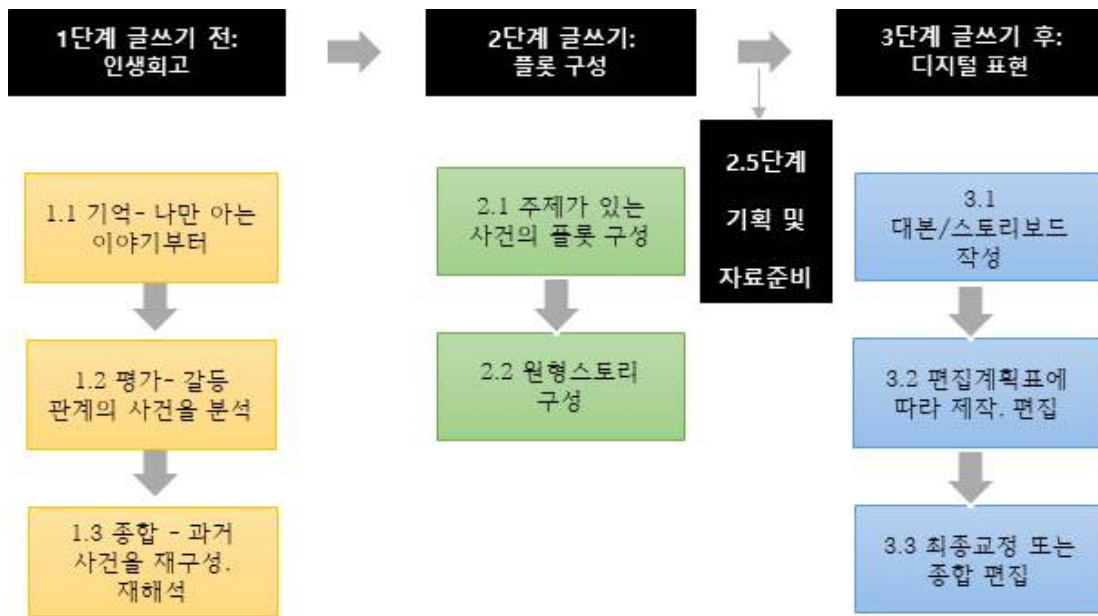 1단계 글쓰기 전:
인생회고
2단계 글쓰기:
플롯 구성
3단계 글쓰기 후:
디지털 표현
2.5단계
기획 및
자료준비
1.1 기억- 나만 아는
이야기부터
1.2 평가- 갈등
관계의 사건을 분석
1.3 종합 - 과거
사건을 재구성.
재해석
2.1 주제가 있는
사건의 플롯 구성
2.2 원형스토리
구성
3.1
대본/스토리보드
작성
3.2 편집계획표에
따라 제작. 편집
3.3 최종교정 또는
종합 편집